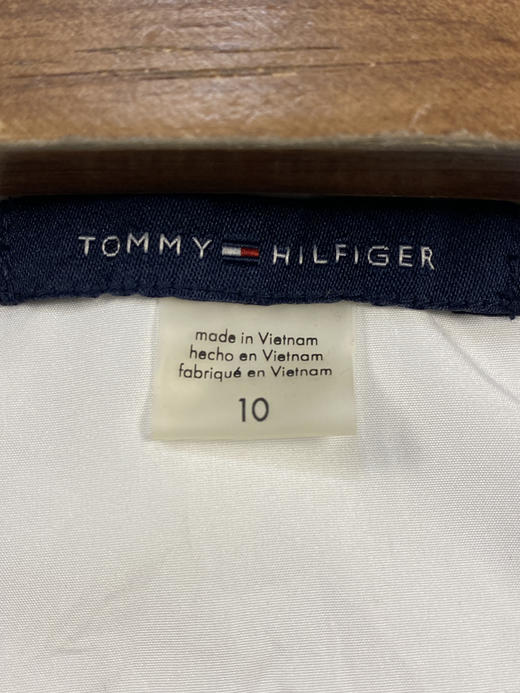 TOMMY HILFIGER
made in Vietnam
hecho en Vietnam
fabriqué en Vietnam
10